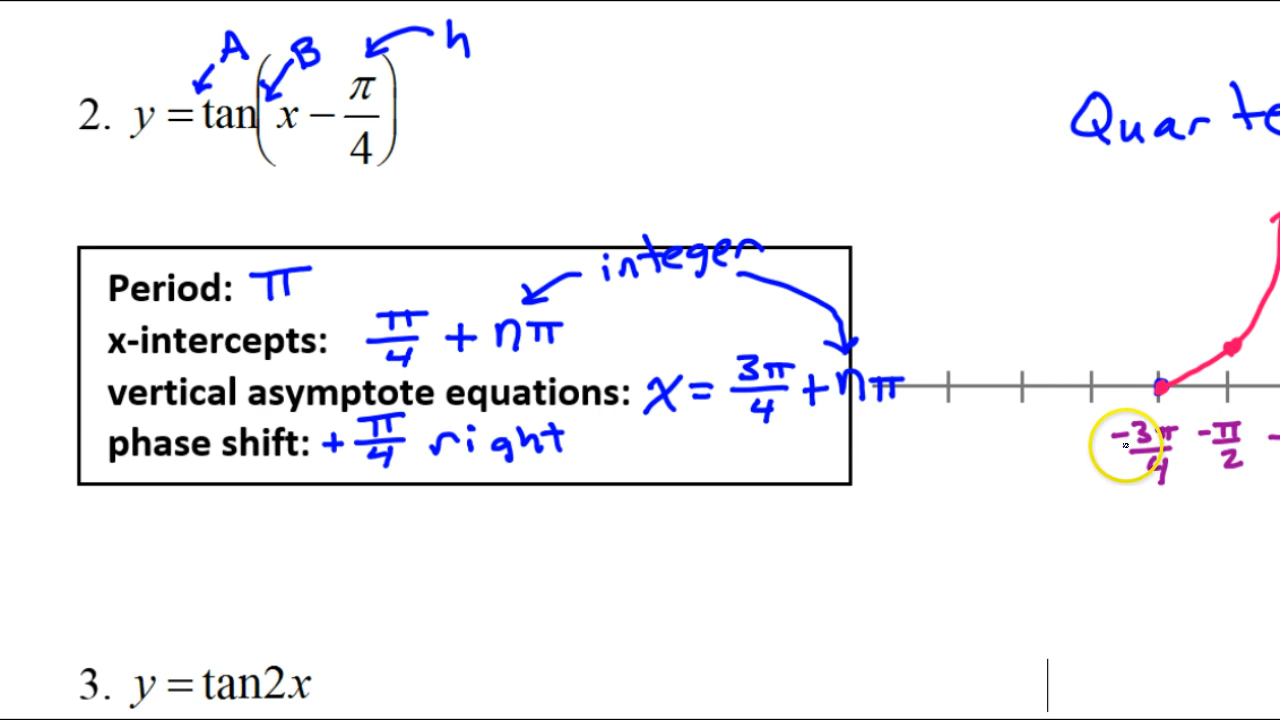 A B h
2. y = tan(x − π/4)
Quarte
integer
Period: π
x-intercepts: π/4 + nπ
vertical asymptote equations: x = 3π/4 + nπ
phase shift: + π/4 right
-3π/4 -π/2 -
3. y = tan2x